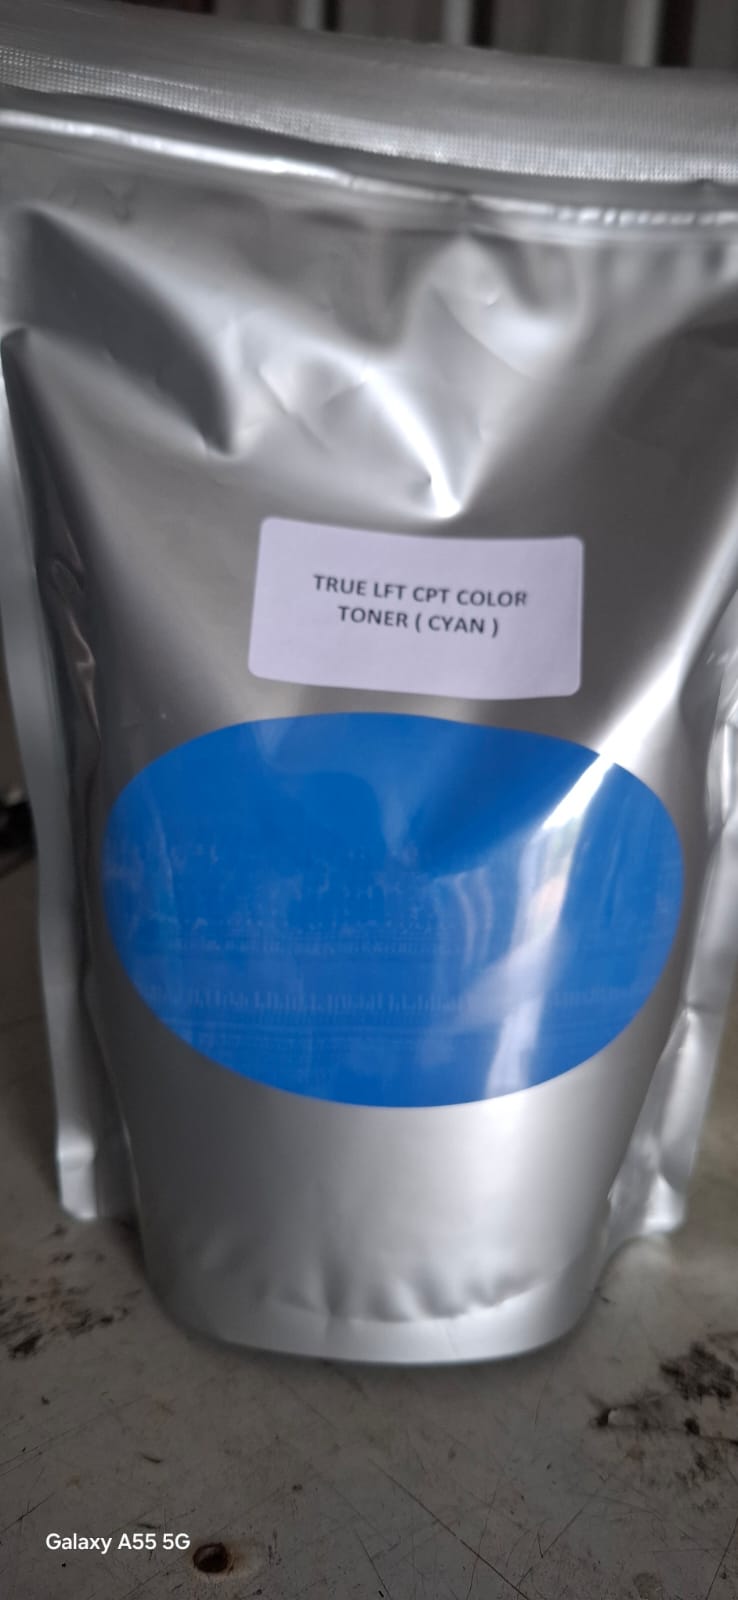 TRUE LFT CPT COLOR
TONER ( CYAN )
Galaxy A55 5G